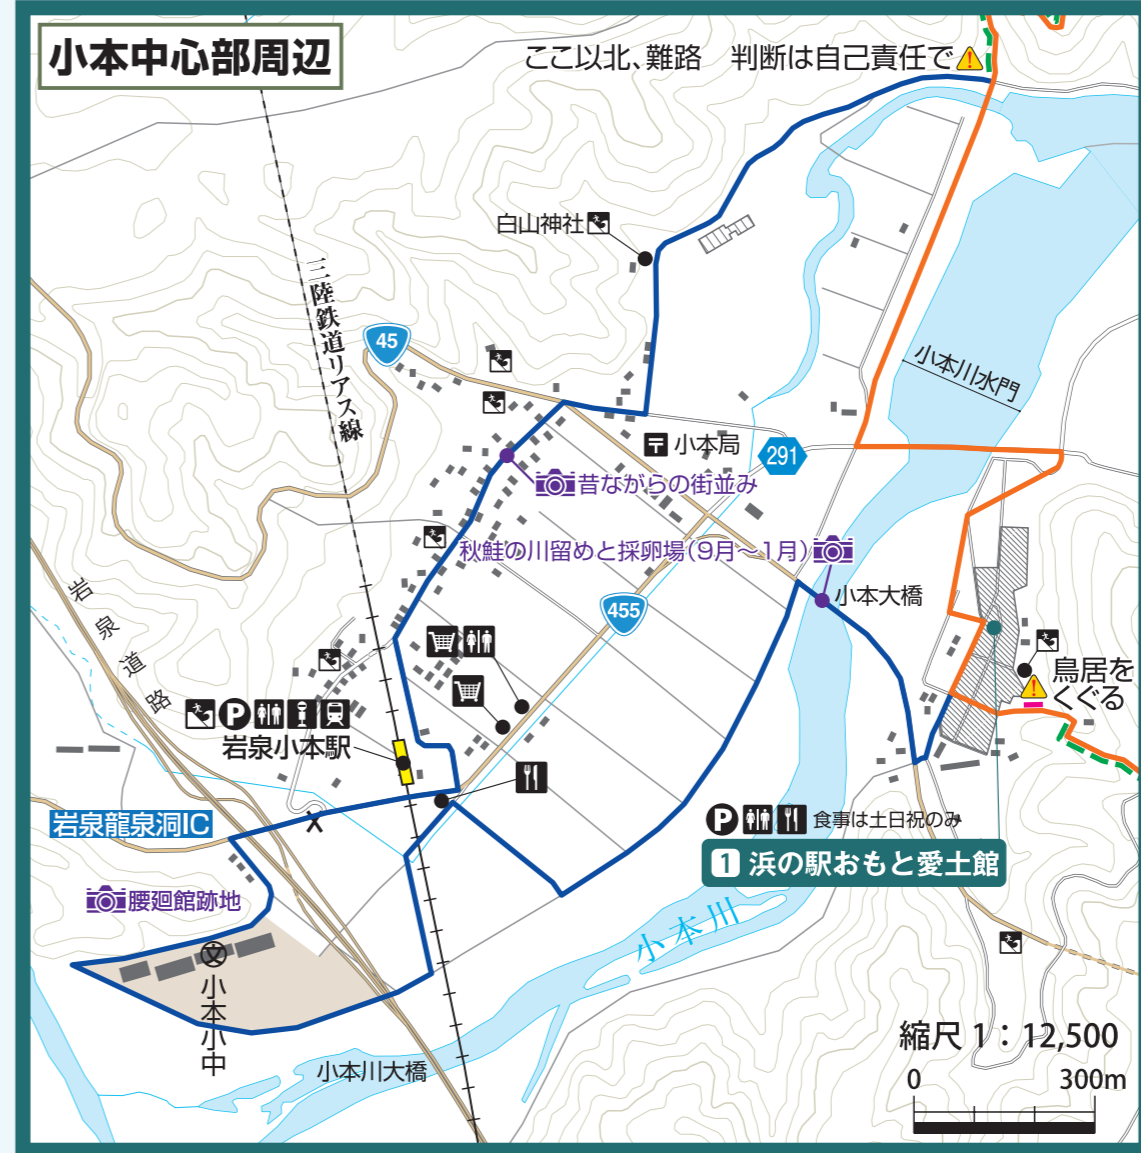 小本中心部周辺
ここ以北、難路 判断は自己責任で
白山神社
三陸鉄道リアス線
45
小本川水門
小本局
291
昔ながらの街並み
秋鮭の川留めと採卵場(9月~1月)
455
小本大橋
岩泉道路
鳥居を
くぐる
P
岩泉小本駅
岩泉龍泉洞IC
P 食事は土日祝のみ
1 浜の駅おもと愛土館
腰廻館跡地
小本川
文
小本小中
小本川大橋
縮尺 1:12,500
0 300m